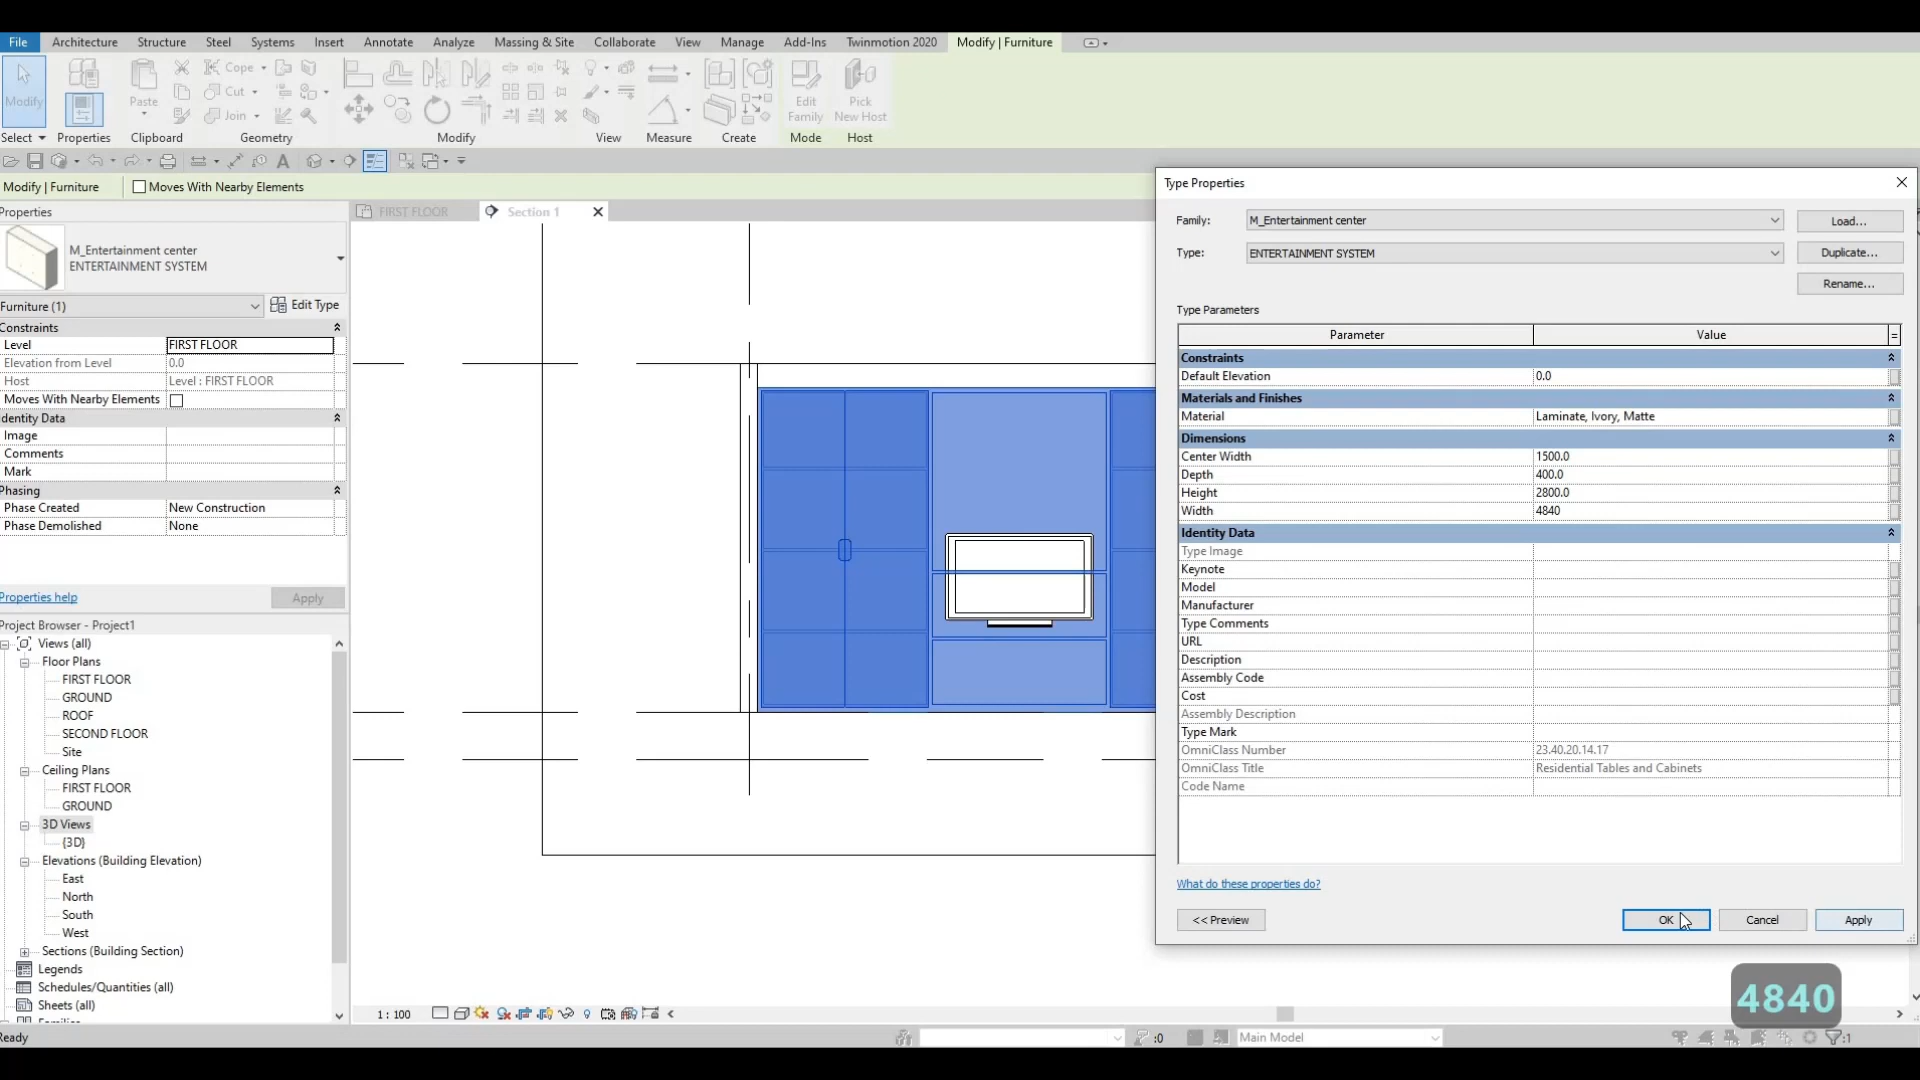 File Architecture Structure Steel Systems Insert Annotate Analyze Massing & Site Collaborate View Manage Add-Ins Twinmotion 2020 Modify | Furniture
Modify
Paste
Cope
Cut
Join
Edit
Family
Pick
New Host
Select Properties Clipboard Geometry Modify View Measure Create Mode Host
Modify | Furniture Moves With Nearby Elements
Properties
FIRST FLOOR
Section 1
M_Entertainment center
ENTERTAINMENT SYSTEM
Furniture (1) Edit Type
Constraints
Level FIRST FLOOR
Elevation from Level 0.0
Host Level : FIRST FLOOR
Moves With Nearby Elements
Identity Data
Image
Comments
Mark
Phasing
Phase Created New Construction
Phase Demolished None
Properties help Apply
Project Browser - Project1
Views (all)
Floor Plans
FIRST FLOOR
GROUND
ROOF
SECOND FLOOR
Site
Ceiling Plans
FIRST FLOOR
GROUND
3D Views
{3D}
Elevations (Building Elevation)
East
North
South
West
Sections (Building Section)
Legends
Schedules/Quantities (all)
Sheets (all)
Type Properties
Family: M_Entertainment center Load...
Type: ENTERTAINMENT SYSTEM Duplicate...
Rename...
Type Parameters
Parameter Value =
Constraints
Default Elevation 0.0
Materials and Finishes
Material Laminate, Ivory, Matte
Dimensions
Center Width 1500.0
Depth 400.0
Height 2800.0
Width 4840
Identity Data
Type Image
Keynote
Model
Manufacturer
Type Comments
URL
Description
Assembly Code
Cost
Assembly Description
Type Mark
OmniClass Number 23.40.20.14.17
OmniClass Title Residential Tables and Cabinets
Code Name
What do these properties do?
<< Preview OK Cancel Apply
4840
1 : 100
Ready :0 Main Model :1